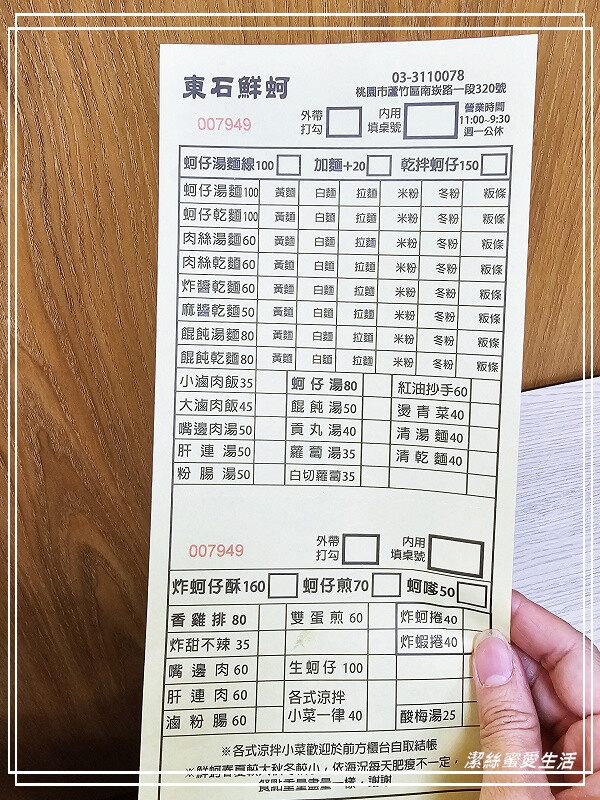 東石鮮蚵
03-3110078
桃園市蘆竹區南崁路一段320號
007949
外帶打勾
內用填桌號
營業時間
11:00~9:30
週一公休
蚵仔湯麵線100 加麵+20 乾拌蚵仔150
蚵仔湯麵100 黃麵 白麵 拉麵 米粉 冬粉 粄條
蚵仔乾麵100 黃麵 白麵 拉麵 米粉 冬粉 粄條
肉絲湯麵60 黃麵 白麵 拉麵 米粉 冬粉 粄條
肉絲乾麵60 黃麵 白麵 拉麵 米粉 冬粉 粄條
炸醬乾麵60 黃麵 白麵 拉麵 米粉 冬粉 粄條
麻醬乾麵50 黃麵 白麵 拉麵 米粉 冬粉 粄條
餛飩湯麵80 黃麵 白麵 拉麵 米粉 冬粉 粄條
餛飩乾麵80 黃麵 白麵 拉麵 米粉 冬粉 粄條
小滷肉飯35 蚵仔湯80 紅油抄手60
大滷肉飯45 餛飩湯50 燙青菜40
嘴邊肉湯50 貢丸湯40 清湯麵40
肝連湯50 蘿蔔湯35 清乾麵40
粉腸湯50 白切蘿蔔35
007949
外帶打勾
內用填桌號
炸蚵仔酥160 蚵仔煎70 蚵嗲50
香雞排80 雙蛋煎60 炸蚵捲40
炸甜不辣35 炸蝦捲40
嘴邊肉60 生蚵仔100
肝連肉60 各式涼拌
滷粉腸60 小菜一律40 酸梅湯25
※各式涼拌小菜歡迎於前方櫃台自取結帳
※鮮蚵春夏較大秋冬較小，依海況每天肥瘦不一定，
潔絲蜜愛生活